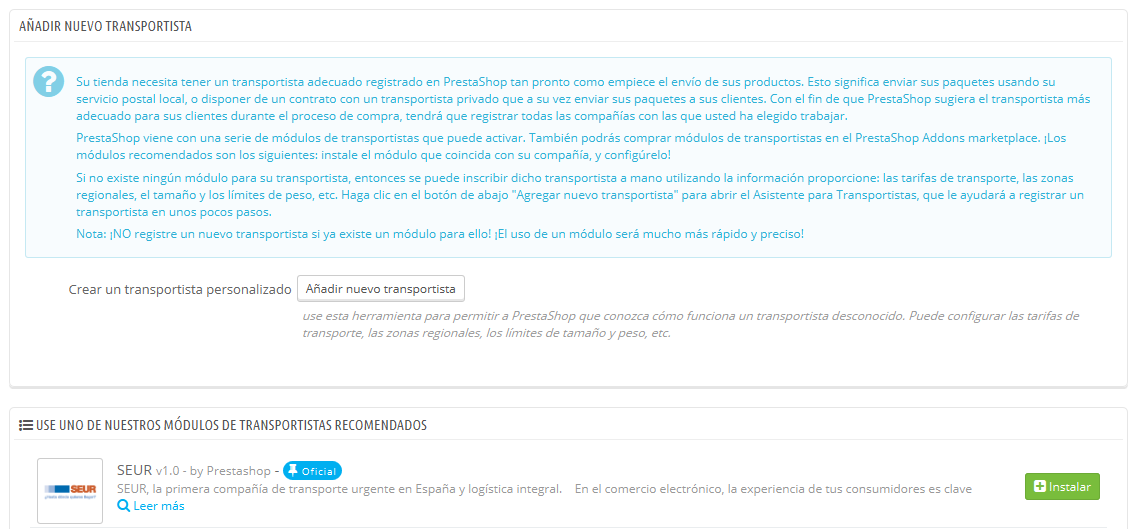 AÑADIR NUEVO TRANSPORTISTA
Su tienda necesita tener un transportista adecuado registrado en PrestaShop tan pronto como empiece el envío de sus productos. Esto significa enviar sus paquetes usando su
servicio postal local, o disponer de un contrato con un transportista privado que a su vez enviar sus paquetes a sus clientes. Con el fin de que PrestaShop sugiera el transportista más
adecuado para sus clientes durante el proceso de compra, tendrá que registrar todas las compañías con las que usted ha elegido trabajar.
PrestaShop viene con una serie de módulos de transportistas que puede activar. También podrás comprar módulos de transportistas en el PrestaShop Addons marketplace. ¡Los
módulos recomendados son los siguientes: instale el módulo que coincida con su compañía, y configúrelo!
Si no existe ningún módulo para su transportista, entonces se puede inscribir dicho transportista a mano utilizando la información proporcione: las tarifas de transporte, las zonas
regionales, el tamaño y los límites de peso, etc. Haga clic en el botón de abajo "Agregar nuevo transportista" para abrir el Asistente para Transportistas, que le ayudará a registrar un
transportista en unos pocos pasos.
Nota: ¡NO registre un nuevo transportista si ya existe un módulo para ello! ¡El uso de un módulo será mucho más rápido y preciso!
Crear un transportista personalizado Añadir nuevo transportista
use esta herramienta para permitir a PrestaShop que conozca cómo funciona un transportista desconocido. Puede configurar las tarifas de
transporte, las zonas regionales, los límites de tamaño y peso, etc.
USE UNO DE NUESTROS MÓDULOS DE TRANSPORTISTAS RECOMENDADOS
SEUR
SEUR v1.0 - by Prestashop - Oficial
SEUR, la primera compañía de transporte urgente en España y logística integral. En el comercio electrónico, la experiencia de tus consumidores es clave
Leer más
Instalar